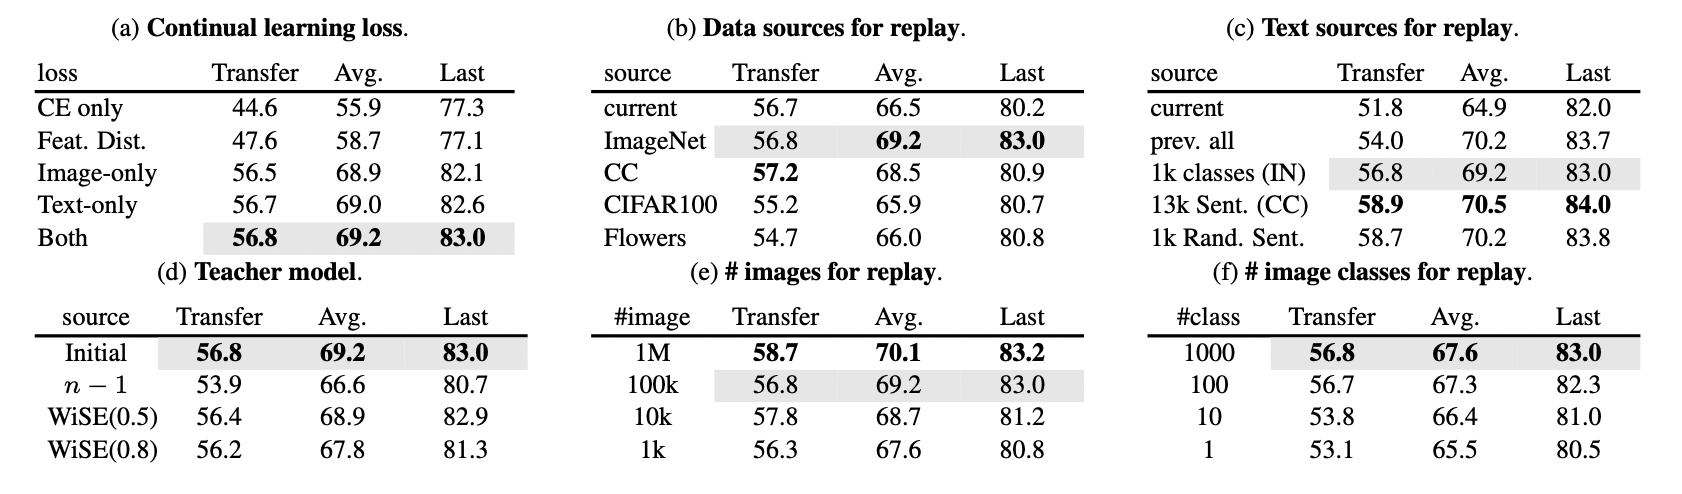 (a) Continual learning loss.
loss Transfer Avg. Last
CE only 44.6 55.9 77.3
Feat. Dist. 47.6 58.7 77.1
Image-only 56.5 68.9 82.1
Text-only 56.7 69.0 82.6
Both 56.8 69.2 83.0
(b) Data sources for replay.
source Transfer Avg. Last
current 56.7 66.5 80.2
ImageNet 56.8 69.2 83.0
CC 57.2 68.5 80.9
CIFAR100 55.2 65.9 80.7
Flowers 54.7 66.0 80.8
(c) Text sources for replay.
source Transfer Avg. Last
current 51.8 64.9 82.0
prev. all 54.0 70.2 83.7
1k classes (IN) 56.8 69.2 83.0
13k Sent. (CC) 58.9 70.5 84.0
1k Rand. Sent. 58.7 70.2 83.8
(d) Teacher model.
source Transfer Avg. Last
Initial 56.8 69.2 83.0
n − 1 53.9 66.6 80.7
WiSE(0.5) 56.4 68.9 82.9
WiSE(0.8) 56.2 67.8 81.3
(e) # images for replay.
#image Transfer Avg. Last
1M 58.7 70.1 83.2
100k 56.8 69.2 83.0
10k 57.8 68.7 81.2
1k 56.3 67.6 80.8
(f) # image classes for replay.
#class Transfer Avg. Last
1000 56.8 67.6 83.0
100 56.7 67.3 82.3
10 53.8 66.4 81.0
1 53.1 65.5 80.5